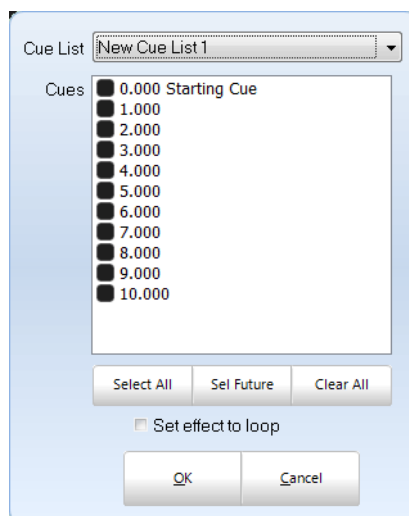 Cue List New Cue List 1
Cues 0.000 Starting Cue
1.000
2.000
3.000
4.000
5.000
6.000
7.000
8.000
9.000
10.000
Select All Sel Future Clear All
Set effect to loop
OK Cancel